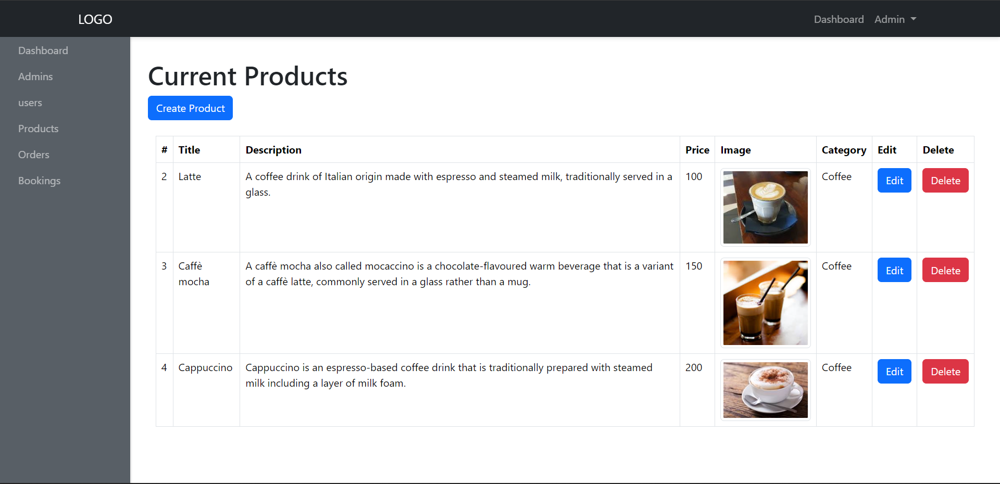 LOGO
Dashboard Admin
Dashboard
Admins
users
Products
Orders
Bookings
Current Products
Create Product
# Title Description Price Image Category Edit Delete
2 Latte A coffee drink of Italian origin made with espresso and steamed milk, traditionally served in a 100 Coffee Edit Delete
glass.
3 Caffè A caffè mocha also called mocaccino is a chocolate-flavoured warm beverage that is a variant 150 Coffee Edit Delete
mocha of a caffè latte, commonly served in a glass rather than a mug.
4 Cappuccino Cappuccino is an espresso-based coffee drink that is traditionally prepared with steamed 200 Coffee Edit Delete
milk including a layer of milk foam.